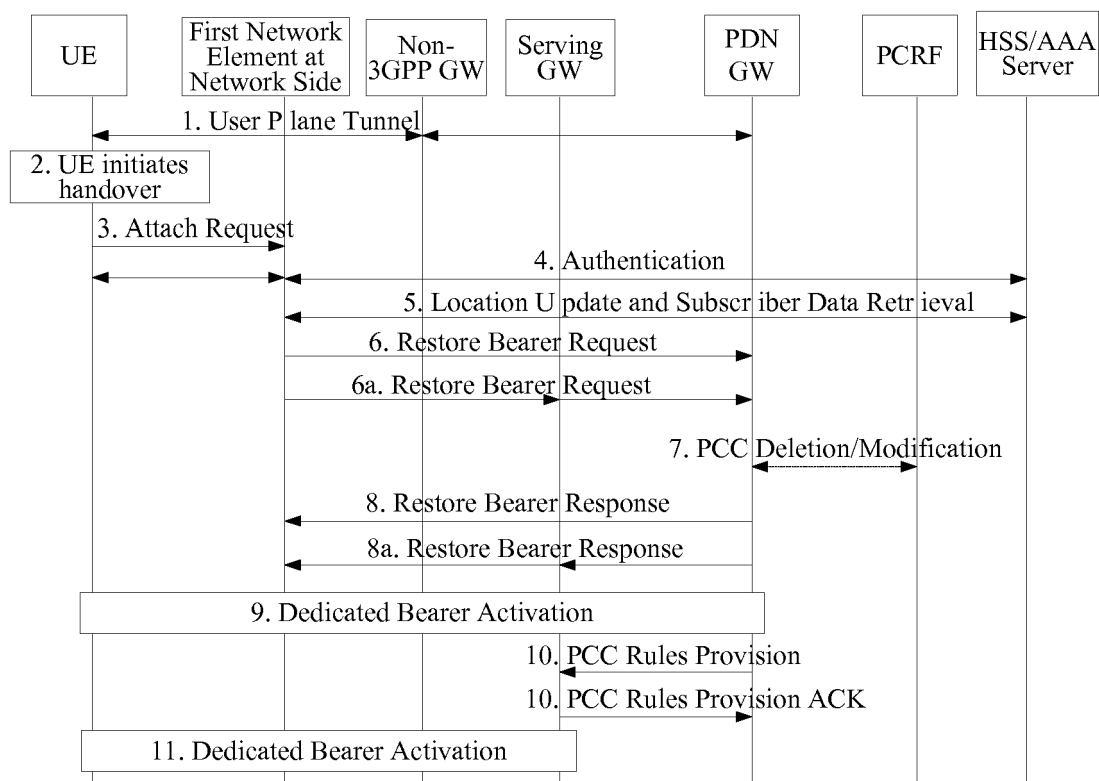 UE
First Network
Element at
Network Side
Non-
3GPP GW
Serving
GW
PDN
GW
PCRF
HSS/AAA
Server
1. User Plane Tunnel
2. UE initiates
handover
3. Attach Request
4. Authentication
5. Location Update and Subscriber Data Retrieval
6. Restore Bearer Request
6a. Restore Bearer Request
7. PCC Deletion/Modification
8. Restore Bearer Response
8a. Restore Bearer Response
9. Dedicated Bearer Activation
10. PCC Rules Provision
10. PCC Rules Provision ACK
11. Dedicated Bearer Activation